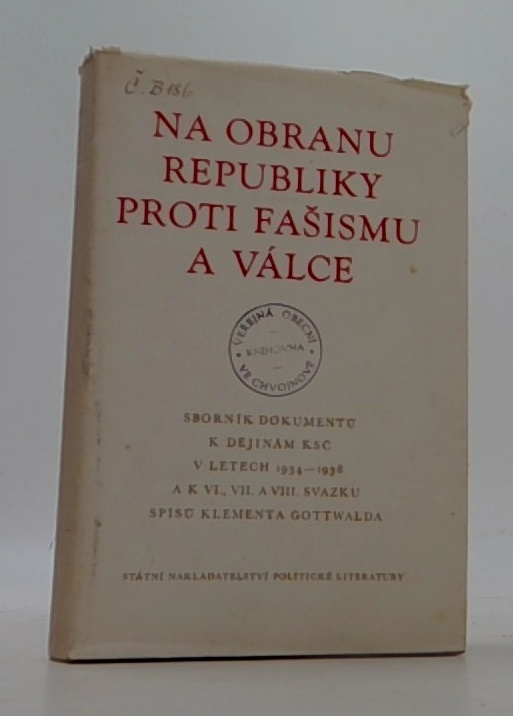 Č. B 186
NA OBRANU
REPUBLIKY
PROTI FAŠISMU
A VÁLCE
VEŘEJNÁ OBECNÍ
KNIHOVNA
VE CHVOJNOVĚ
SBORNÍK DOKUMENTŮ
K DĚJINÁM KSČ
V LETECH 1934—1938
A K VI., VII. A VIII. SVAZKU
SPISŮ KLEMENTA GOTTWALDA
STÁTNÍ NAKLADATELSTVÍ POLITICKÉ LITERATURY